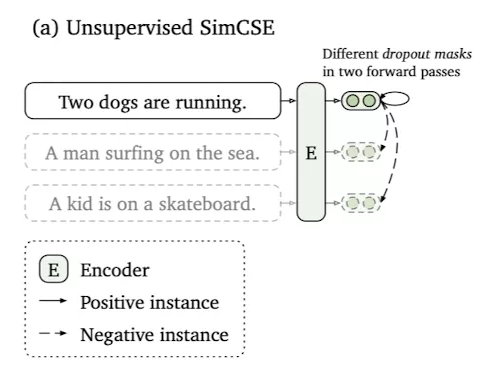 (a) Unsupervised SimCSE
Different dropout masks
in two forward passes
Two dogs are running.
A man surfing on the sea.
E
A kid is on a skateboard.
E Encoder
Positive instance
Negative instance